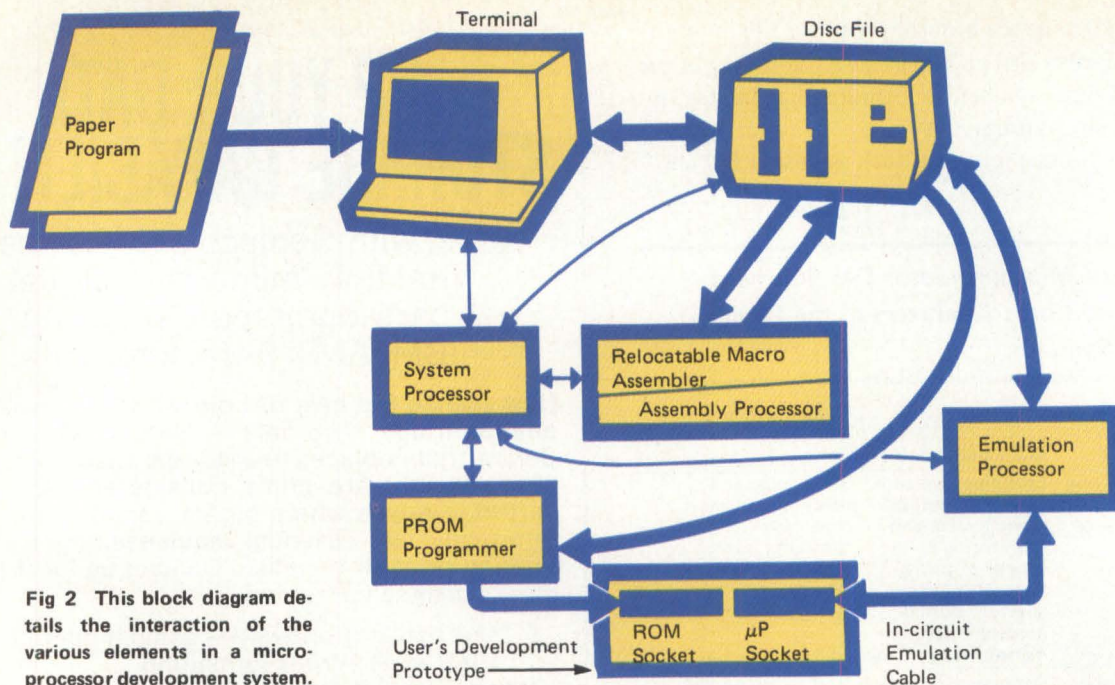 Terminal
Disc File
Paper
Program
System
Processor
Relocatable Macro
Assembler
Assembly Processor
Emulation
Processor
PROM
Programmer
ROM
Socket
μP
Socket
User's Development
Prototype
In-circuit
Emulation
Cable
Fig 2 This block diagram de-
tails the interaction of the
various elements in a micro-
processor development system.